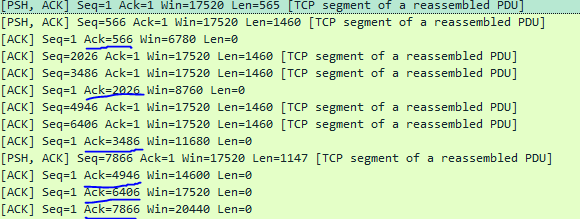 [PSH, ACK] Seq=1 Ack=1 Win=17520 Len=565 [TCP segment of a reassembled PDU]
[PSH, ACK] Seq=566 Ack=1 Win=17520 Len=1460 [TCP segment of a reassembled PDU]
[ACK] Seq=1 Ack=566 Win=6780 Len=0
[ACK] Seq=2026 Ack=1 Win=17520 Len=1460 [TCP segment of a reassembled PDU]
[ACK] Seq=3486 Ack=1 Win=17520 Len=1460 [TCP segment of a reassembled PDU]
[ACK] Seq=1 Ack=2026 Win=8760 Len=0
[ACK] Seq=4946 Ack=1 Win=17520 Len=1460 [TCP segment of a reassembled PDU]
[ACK] Seq=6406 Ack=1 Win=17520 Len=1460 [TCP segment of a reassembled PDU]
[ACK] Seq=1 Ack=3486 Win=11680 Len=0
[PSH, ACK] Seq=7866 Ack=1 Win=17520 Len=1147 [TCP segment of a reassembled PDU]
[ACK] Seq=1 Ack=4946 Win=14600 Len=0
[ACK] Seq=1 Ack=6406 Win=17520 Len=0
[ACK] Seq=1 Ack=7866 Win=20440 Len=0